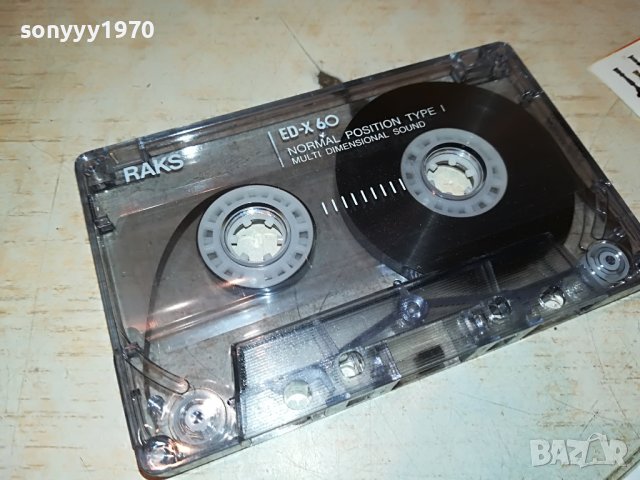 sonyyy1970
RAKS
ED-X 60
NORMAL POSITION TYPE I
MULTI DIMENSIONAL SOUND
BAZAR